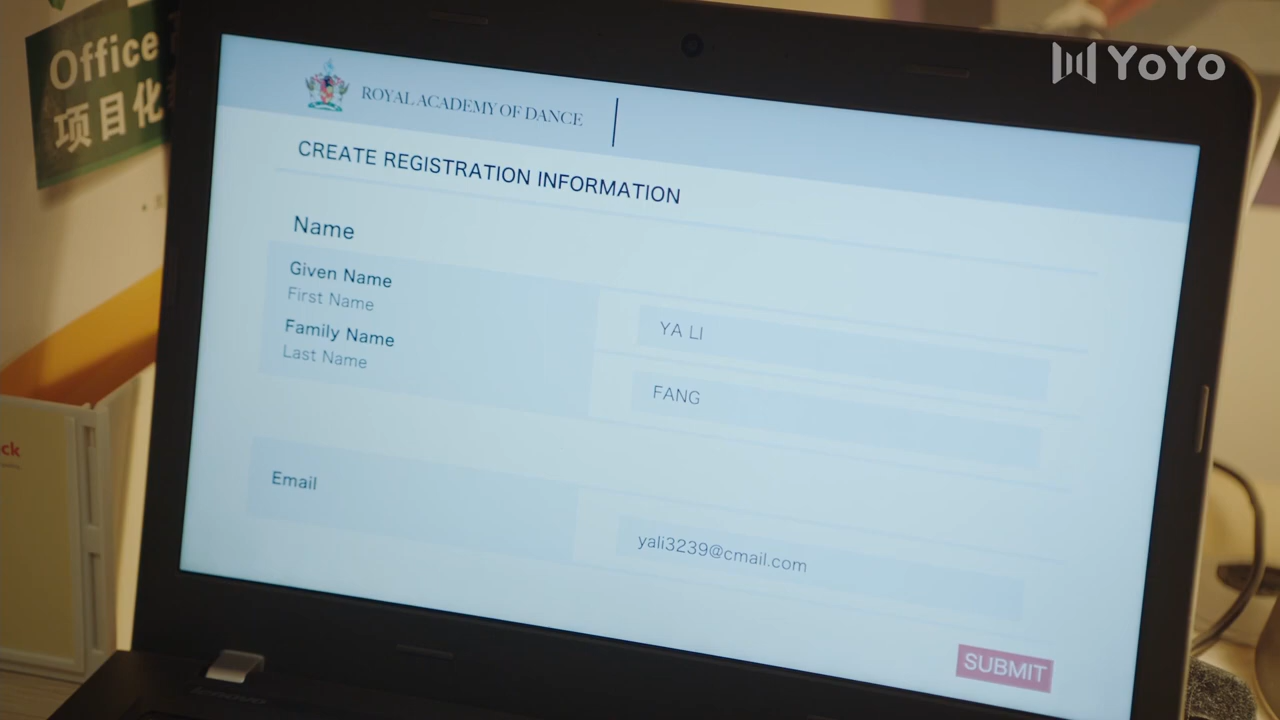 Office
项目化
YoYo
ROYAL ACADEMY OF DANCE
CREATE REGISTRATION INFORMATION
Name
Given Name
First Name
YA LI
Family Name
Last Name
FANG
Email
yali3239@cmail.com
SUBMIT
ck